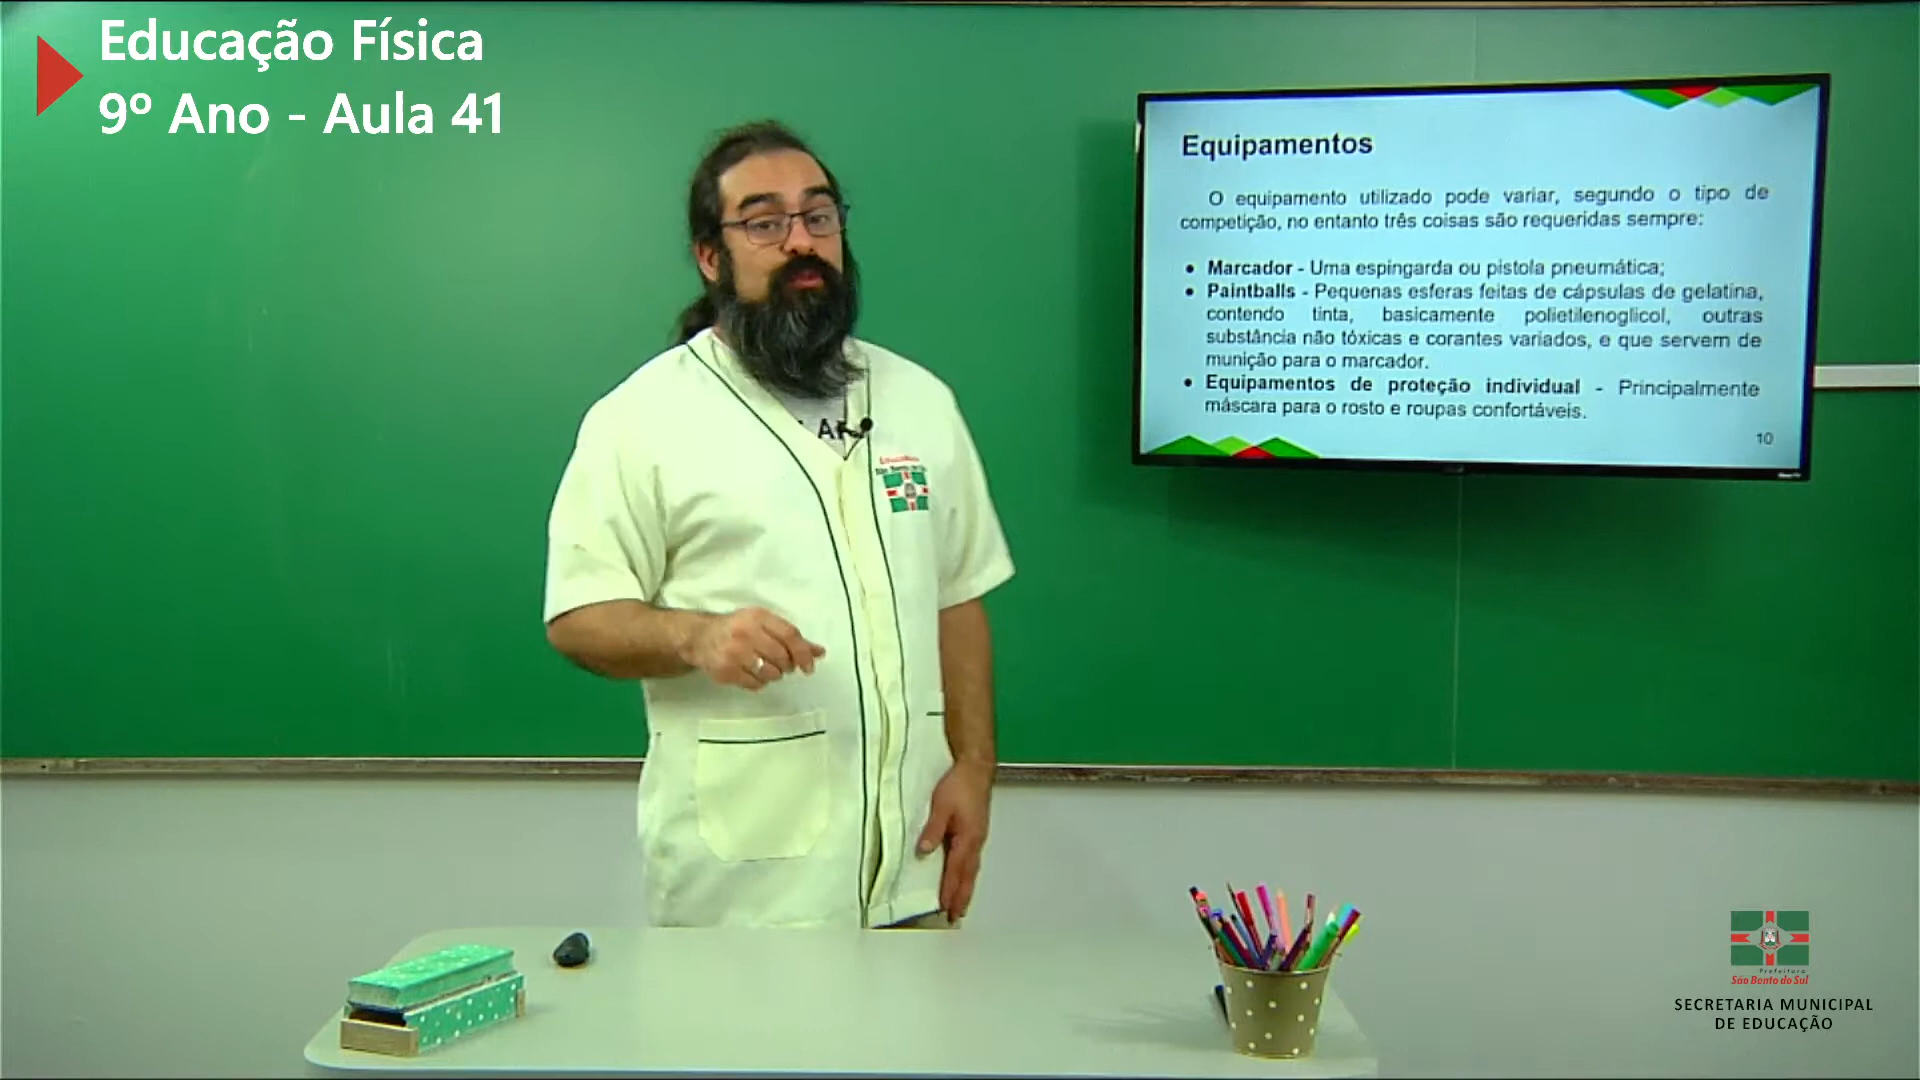 Educação Física
9º Ano - Aula 41
Equipamentos
O equipamento utilizado pode variar, segundo o tipo de
competição, no entanto três coisas são requeridas sempre:
● Marcador - Uma espingarda ou pistola pneumática;
● Paintballs - Pequenas esferas feitas de cápsulas de gelatina,
contendo tinta, basicamente polietilenoglicol, outras
substância não tóxicas e corantes variados, e que servem de
munição para o marcador.
● Equipamentos de proteção individual - Principalmente
máscara para o rosto e roupas confortáveis.
10
Prefeitura
São Bento do Sul
SECRETARIA MUNICIPAL
DE EDUCAÇÃO